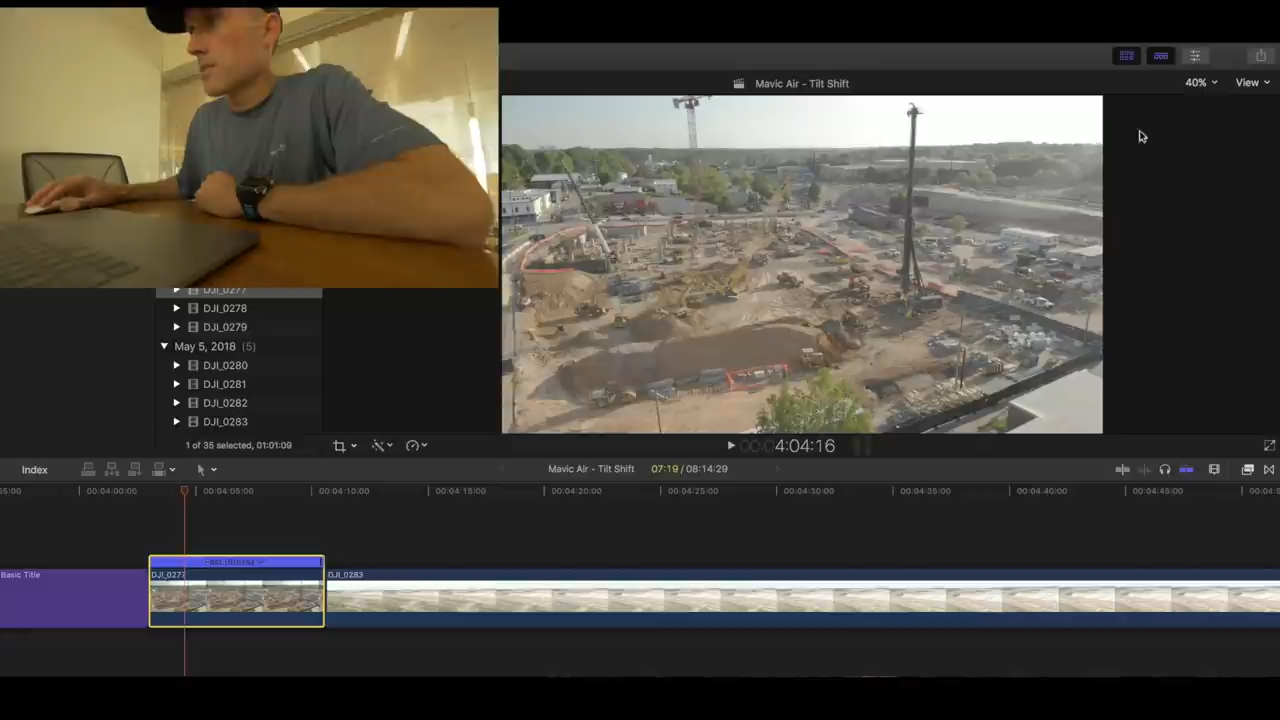 Mavic Air - Tilt Shift
40%
View
DJI_0277
DJI_0278
DJI_0279
May 5, 2018 (5)
DJI_0280
DJI_0281
DJI_0282
DJI_0283
1 of 35 selected, 01:01:09
4:04:16
Index
Mavic Air - Tilt Shift
07:19 / 08:14:29
55:00
00:04:00:00
00:04:05:00
00:04:10:00
00:04:15:00
00:04:20:00
00:04:25:00
00:04:30:00
00:04:35:00
00:04:40:00
00:04:45:00
Basic Title
DJI_0277
DJI_0283